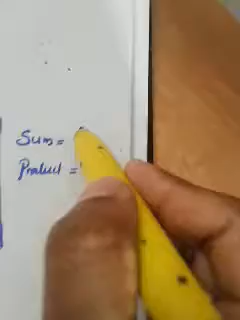 Sum =
Product =